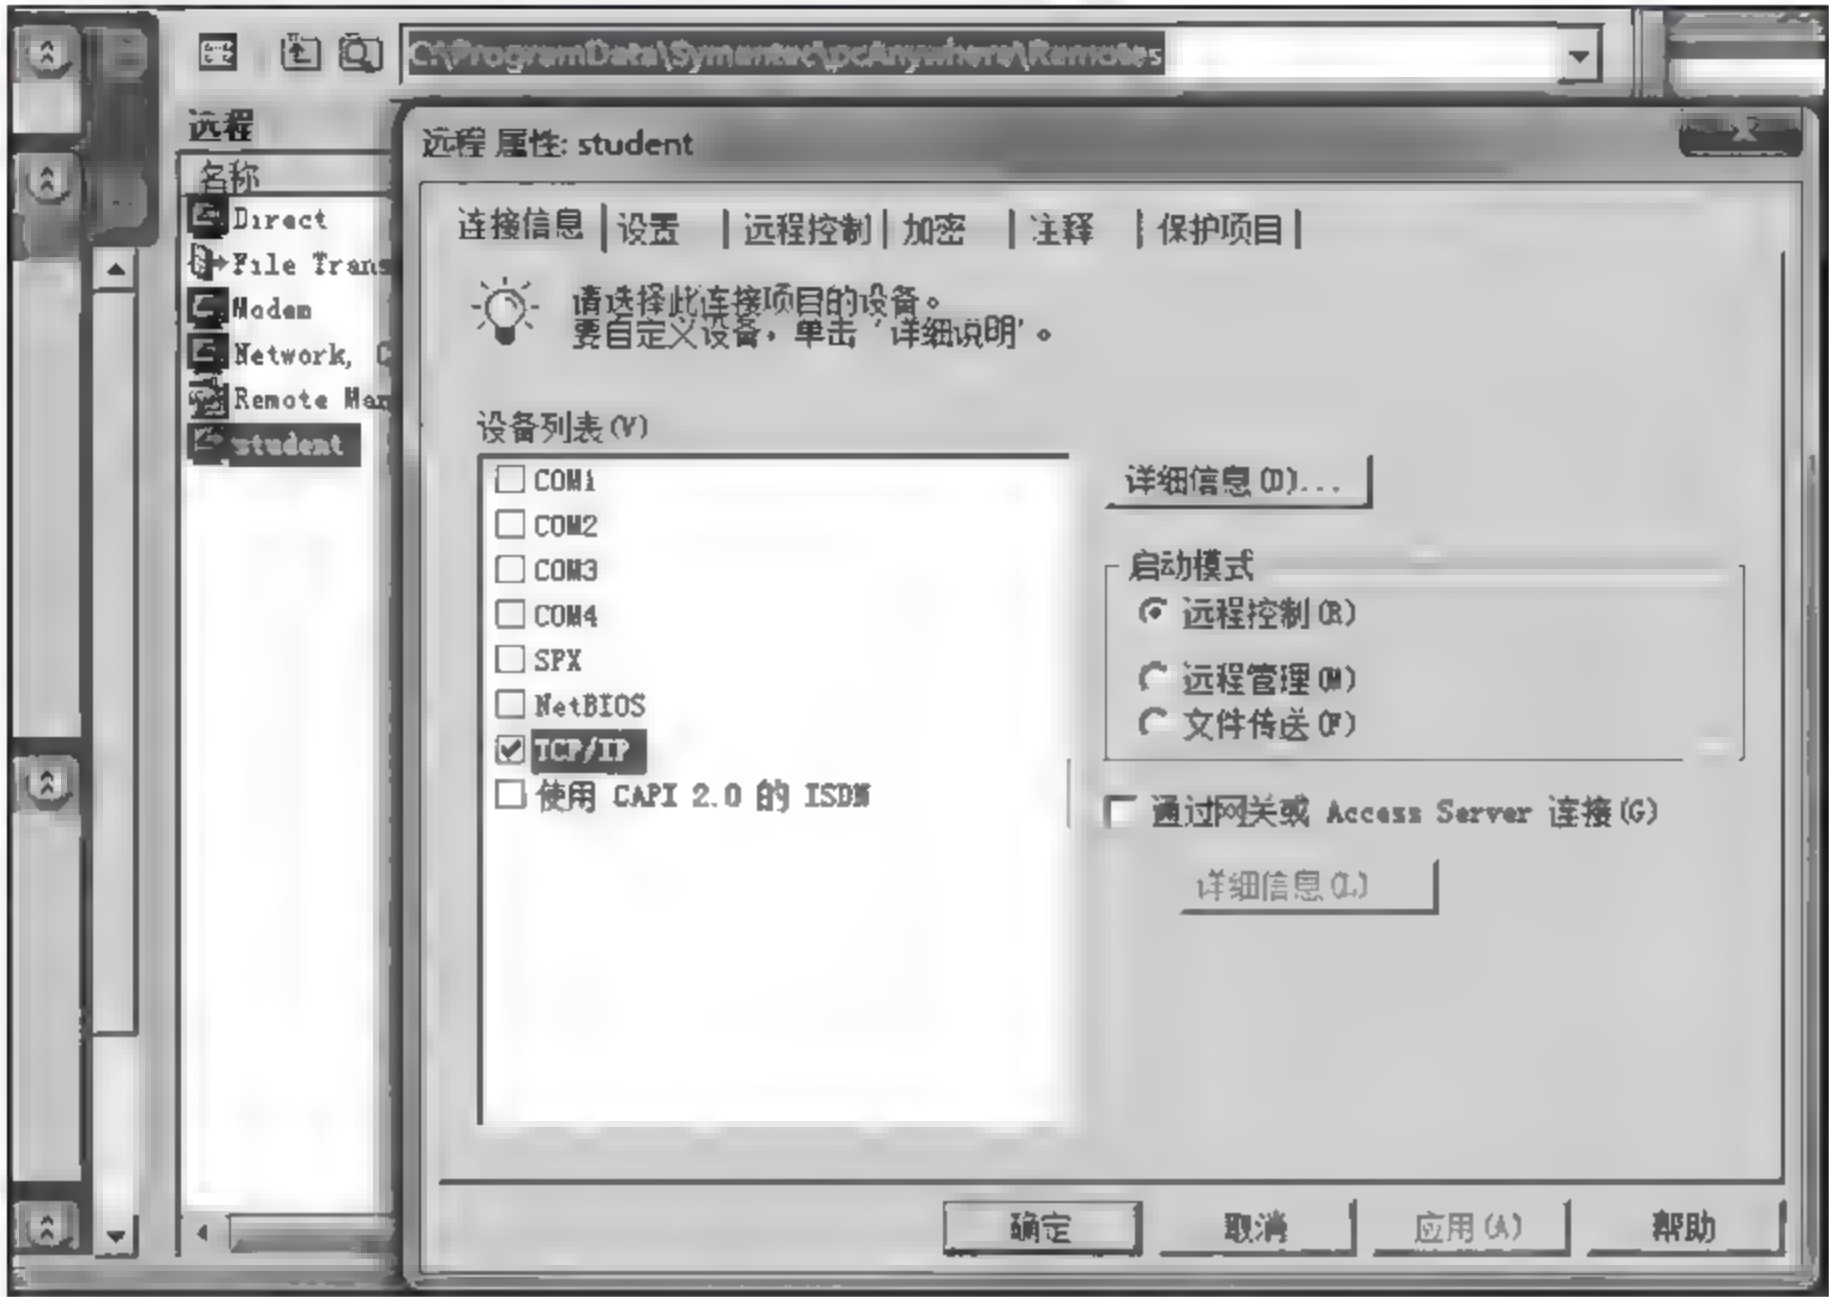 C:\ProgramData\Symantec\pcAnywhere\Remotes
远程
名称
Direct
File Trans
Modem
Network, C
Remote Man
student
远程 属性: student
连接信息 设置 远程控制 加密 注释 保护项目
请选择此连接项目的设备。
要自定义设备，单击‘详细说明’。
设备列表(V)
COM1
COM2
COM3
COM4
SPX
NetBIOS
TCP/IP
使用 CAPI 2.0 的 ISDN
详细信息(D)...
启动模式
远程控制(R)
远程管理(M)
文件传送(F)
通过网关或 Access Server 连接(G)
详细信息(L)
确定 取消 应用(A) 帮助